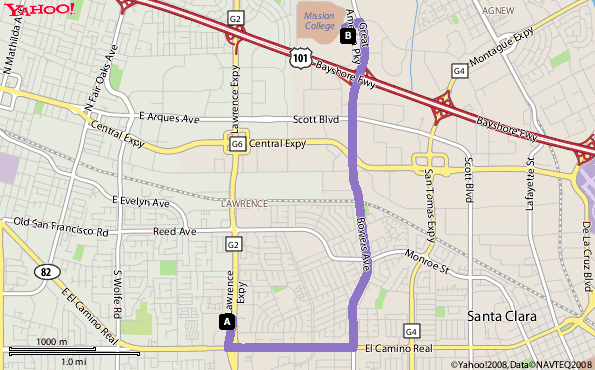 YAHOO!
N Mathilda Ave
N Fair Oaks Ave
G2
Mission
College
B
Great
America Pky
AGNEW
Montague Expy
G4
101
Bayshore Fwy
Bayshore Fwy
Lawrence Expy
E Arques Ave
Scott Blvd
Central Expy
G6
Central Expy
E Evelyn Ave
LAWRENCE
San Tomas Expy
Scott Blvd
Lafayette St
De La Cruz Blvd
Old San Francisco Rd
Reed Ave
G2
Bowers Ave
Monroe St
82
S Wolfe Rd
E El Camino Real
Lawrence
Expy
A
G4
Santa Clara
El Camino Real
1000 m
1.0 mi
©Yahoo!2008,Data©NAVTEQ2008